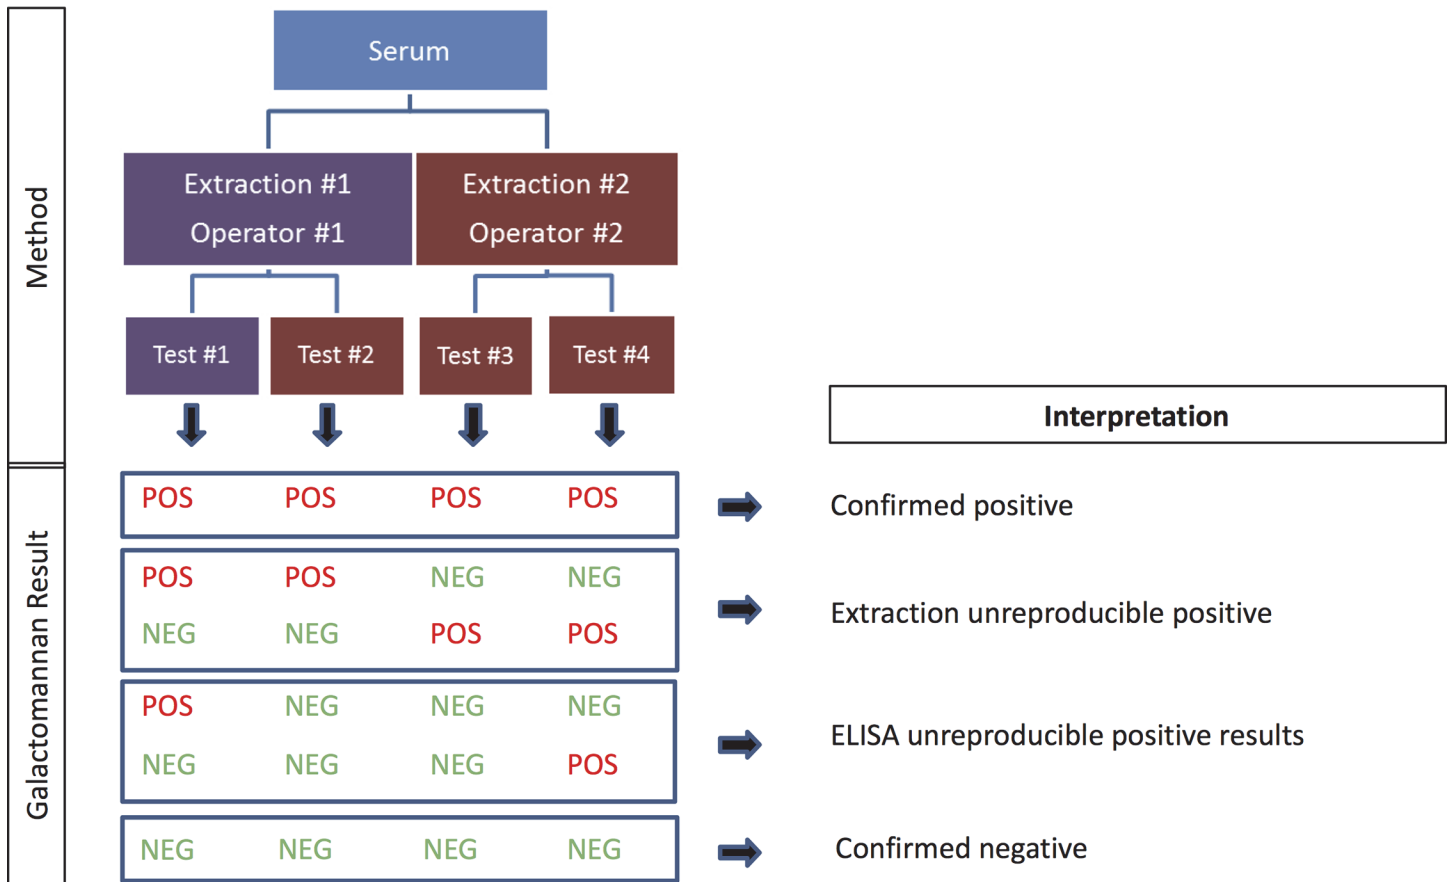 Serum
Extraction #1
Operator #1
Extraction #2
Operator #2
Method
Test #1
Test #2
Test #3
Test #4
Interpretation
Galactomannan Result
POS POS POS POS
Confirmed positive
POS POS NEG NEG
NEG NEG POS POS
Extraction unreproducible positive
POS NEG NEG NEG
NEG NEG NEG POS
ELISA unreproducible positive results
NEG NEG NEG NEG
Confirmed negative